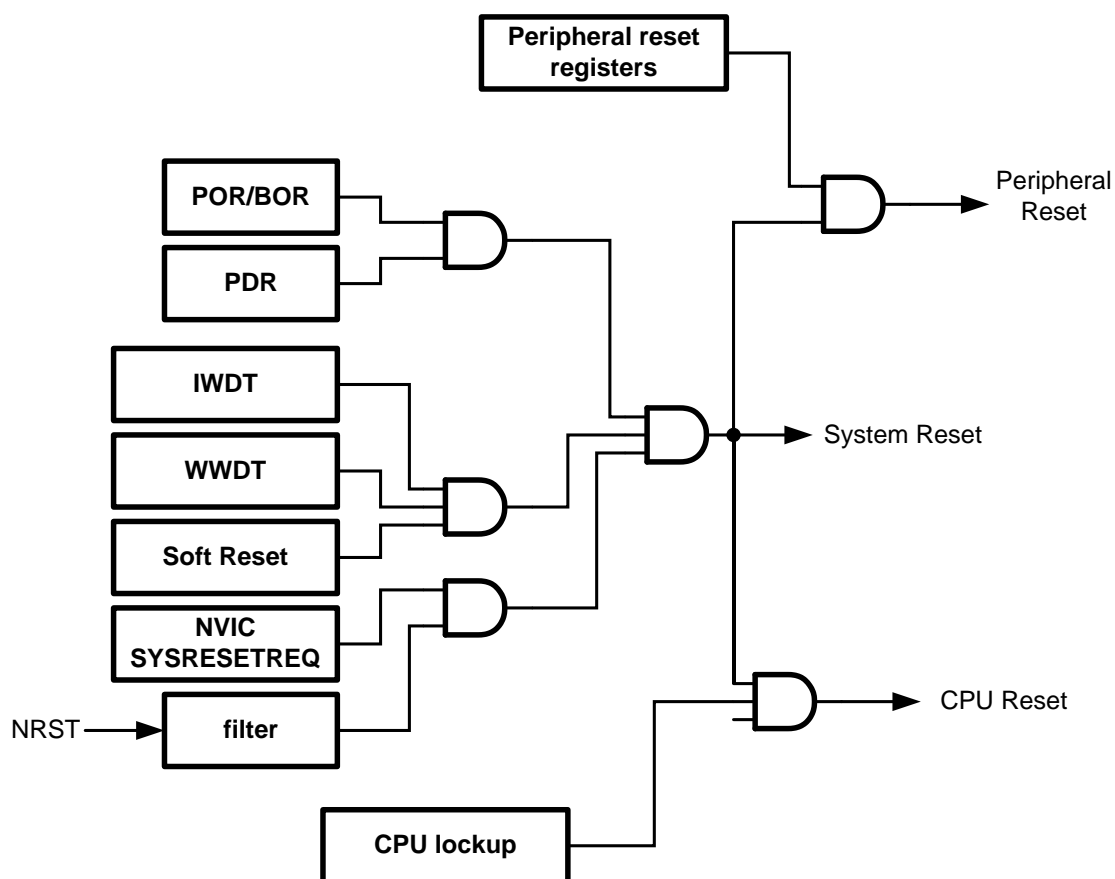 Peripheral reset
registers
POR/BOR
Peripheral
Reset
PDR
IWDT
System Reset
WWDT
Soft Reset
NVIC
SYSRESETREQ
CPU Reset
NRST
filter
CPU lockup